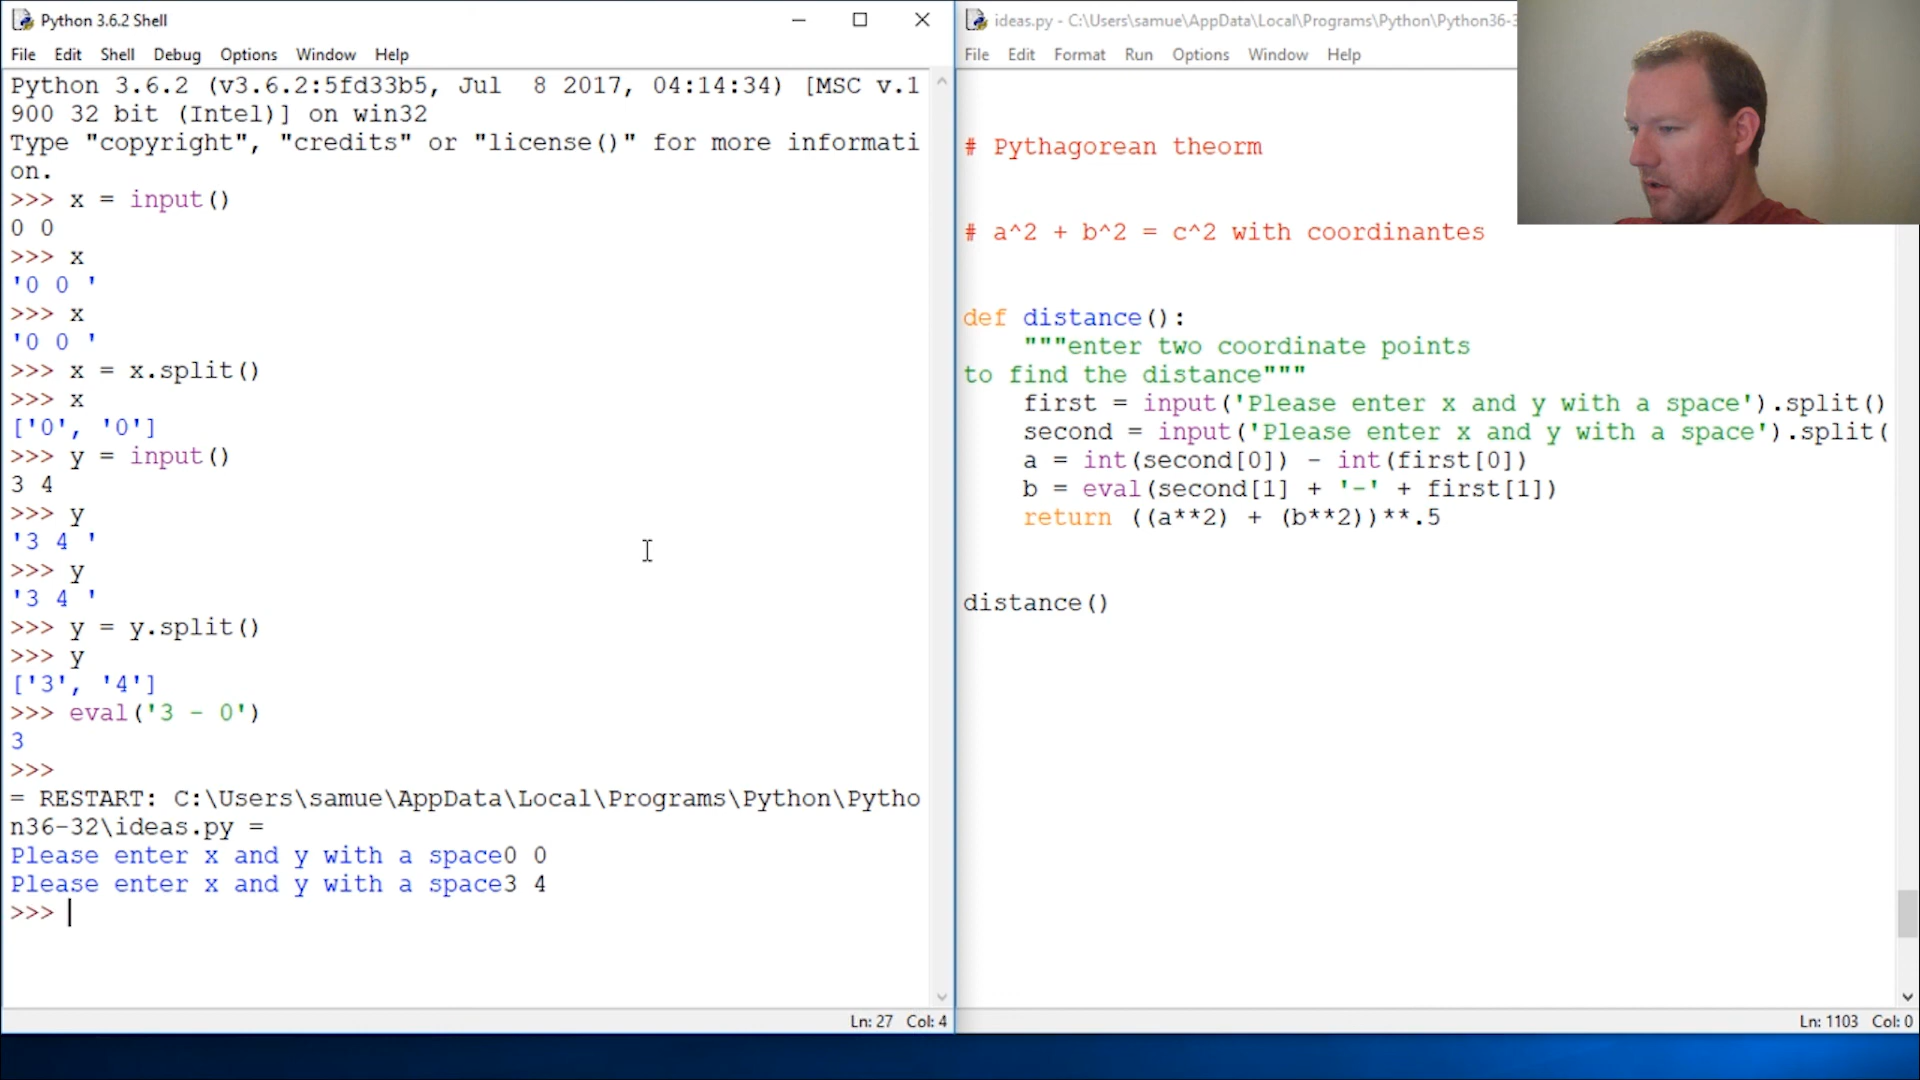 Python 3.6.2 Shell
File Edit Shell Debug Options Window Help
Python 3.6.2 (v3.6.2:5fd33b5, Jul  8 2017, 04:14:34) [MSC v.1
900 32 bit (Intel)] on win32
Type "copyright", "credits" or "license()" for more informati
on.
>>> x = input()
0 0
>>> x
'0 0 '
>>> x
'0 0 '
>>> x = x.split()
>>> x
['0', '0']
>>> y = input()
3 4
>>> y
'3 4 '
>>> y
'3 4 '
>>> y = y.split()
>>> y
['3', '4']
>>> eval('3 - 0')
3
>>>
= RESTART: C:\Users\samue\AppData\Local\Programs\Python\Pytho
n36-32\ideas.py =
Please enter x and y with a space0 0
Please enter x and y with a space3 4
>>>
Ln: 27 Col: 4
ideas.py - C:\Users\samue\AppData\Local\Programs\Python\Python36-3
File Edit Format Run Options Window Help
# Pythagorean theorm
# a^2 + b^2 = c^2 with coordinantes
def distance():
    """enter two coordinate points
to find the distance"""
    first = input('Please enter x and y with a space').split()
    second = input('Please enter x and y with a space').split(
    a = int(second[0]) - int(first[0])
    b = eval(second[1] + '-' + first[1])
    return ((a**2) + (b**2))**.5
distance()
Ln: 1103 Col: 0